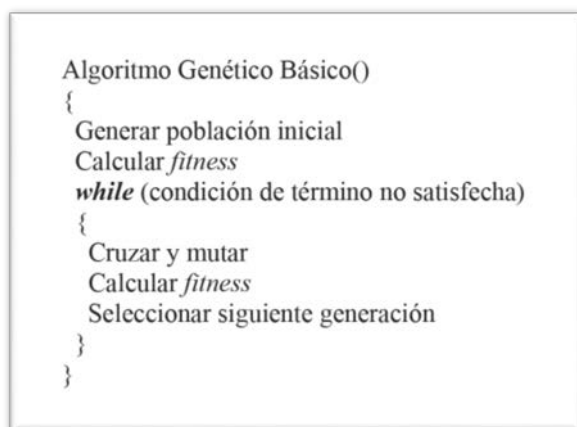 Algoritmo Genético Básico()
{
Generar población inicial
Calcular fitness
while (condición de término no satisfecha)
{
Cruzar y mutar
Calcular fitness
Seleccionar siguiente generación
}
}